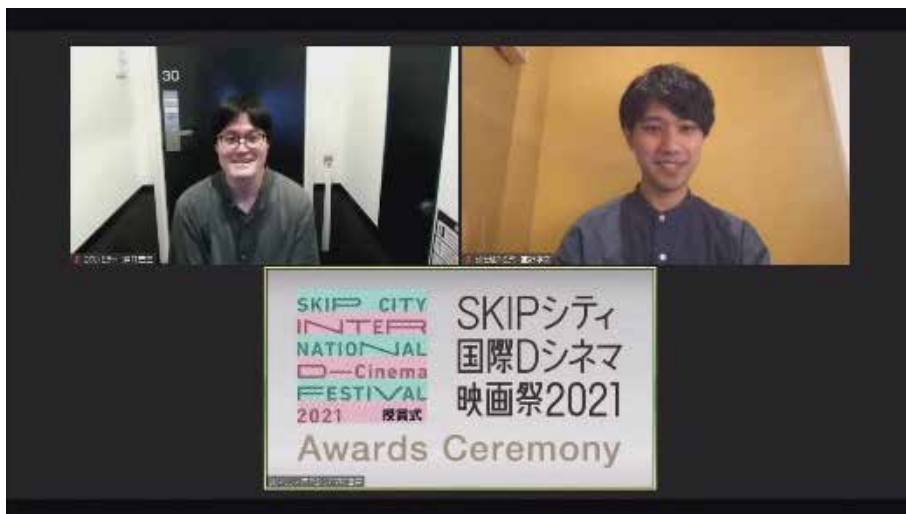 30
SKIP CITY
INTER
NATIONAL
D-Cinema
FESTIVAL
2021 授賞式
SKIPシティ
国際Dシネマ
映画祭2021
Awards Ceremony